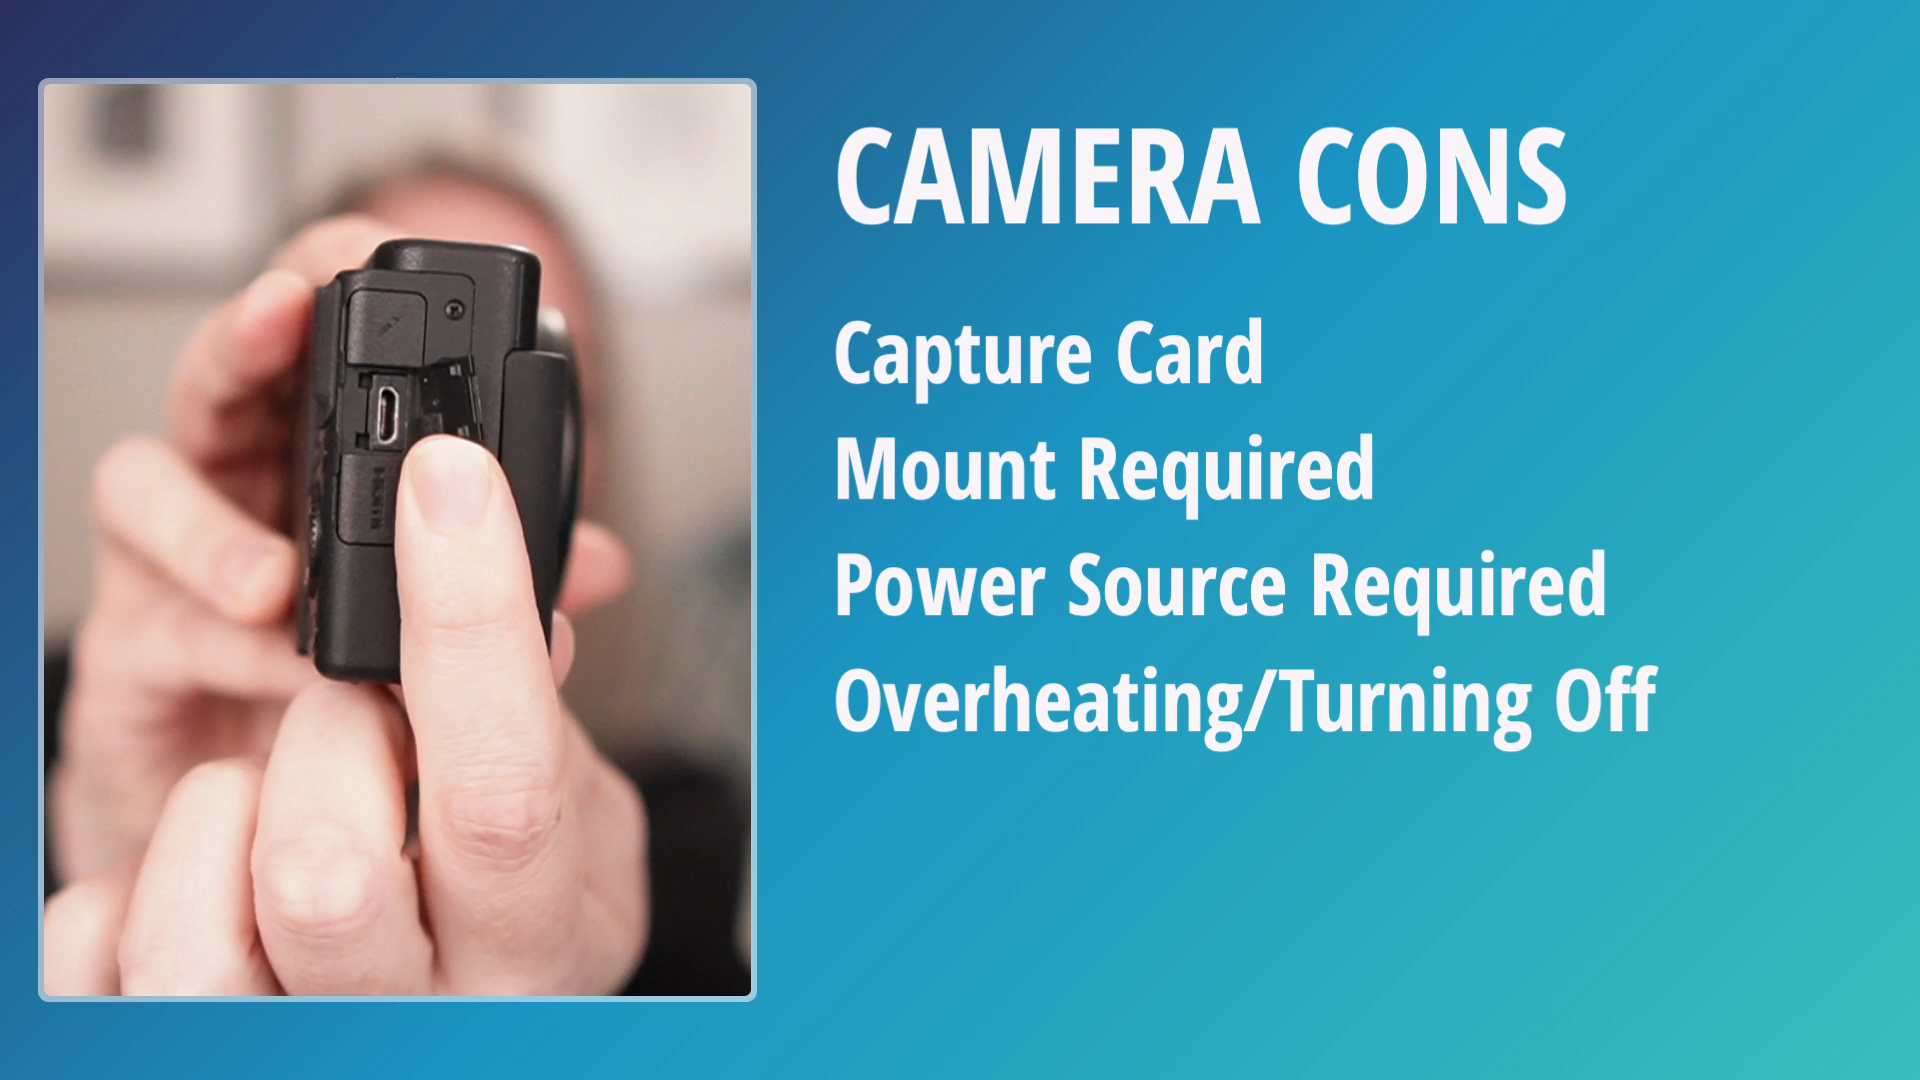 CAMERA CONS
Capture Card
Mount Required
Power Source Required
Overheating/Turning Off